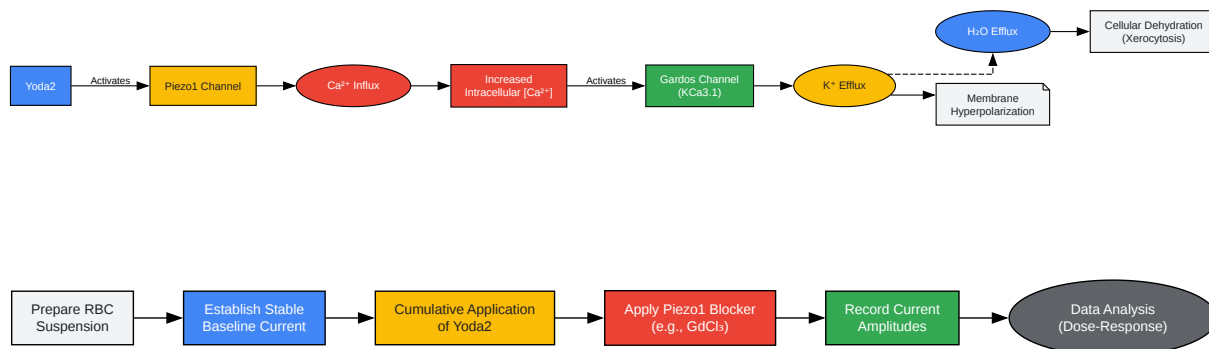 H₂O Efflux
Cellular Dehydration
(Xerocytosis)
Yoda2
Activates
Piezo1 Channel
Ca²⁺ Influx
Increased
Intracellular [Ca²⁺]
Activates
Gardos Channel
(KCa3.1)
K⁺ Efflux
Membrane
Hyperpolarization
Prepare RBC
Suspension
Establish Stable
Baseline Current
Cumulative Application
of Yoda2
Apply Piezo1 Blocker
(e.g., GdCl₃)
Record Current
Amplitudes
Data Analysis
(Dose-Response)